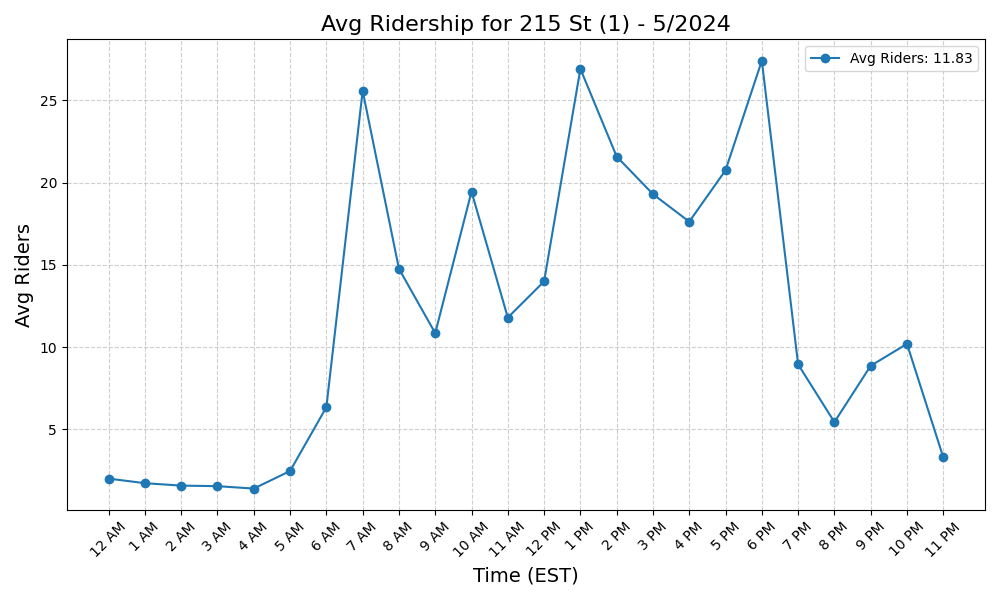 Avg Ridership for 215 St (1) - 5/2024
Avg Riders: 11.83
Avg Riders
25
20
15
10
5
12 AM
1 AM
2 AM
3 AM
4 AM
5 AM
6 AM
7 AM
8 AM
9 AM
10 AM
11 AM
12 PM
1 PM
2 PM
3 PM
4 PM
5 PM
6 PM
7 PM
8 PM
9 PM
10 PM
11 PM
Time (EST)